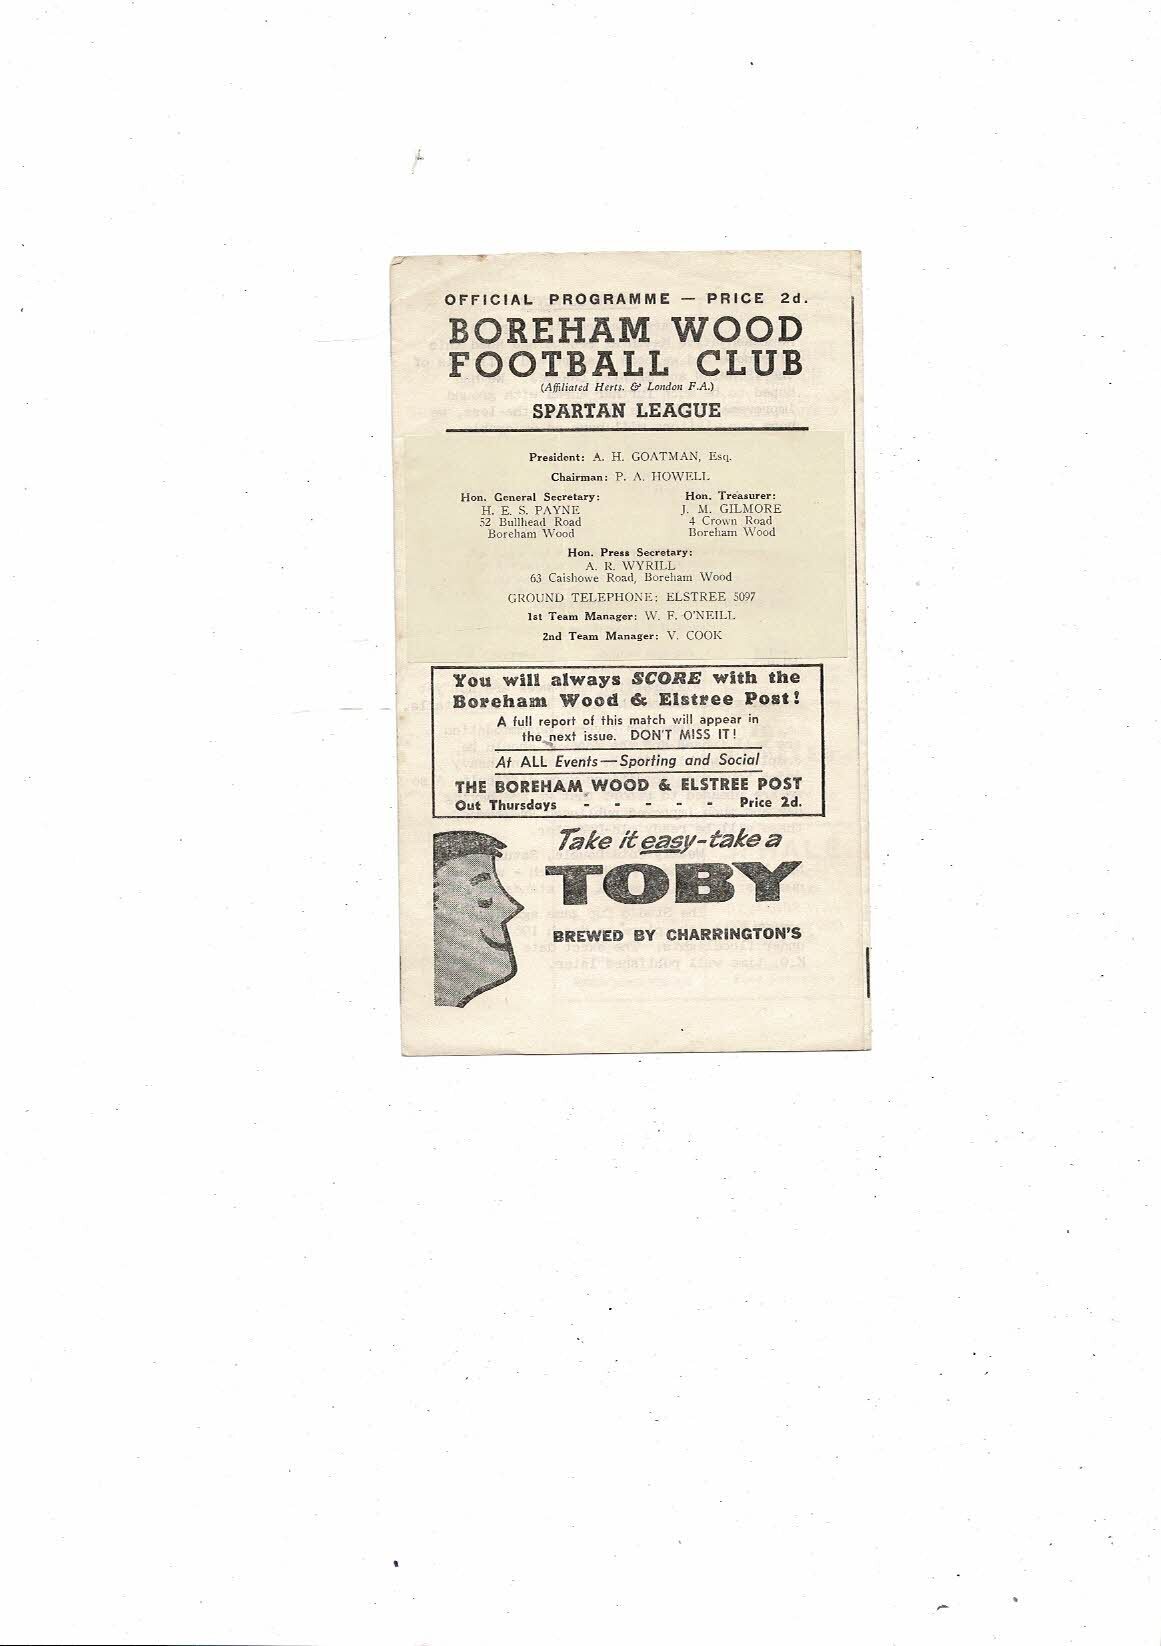 OFFICIAL PROGRAMME — PRICE 2d.
BOREHAM WOOD
FOOTBALL CLUB
(Affiliated Herts. & London F.A.)
SPARTAN LEAGUE
President: A. H. GOATMAN, Esq.
Chairman: P. A. HOWELL
Hon. General Secretary:
H. E. S. PAYNE
52 Bullhead Road
Boreham Wood
Hon. Treasurer:
J. M. GILMORE
4 Crown Road
Boreham Wood
Hon. Press Secretary:
A. R. WYRILL
63 Caishowe Road, Boreham Wood
GROUND TELEPHONE: ELSTREE 5097
1st Team Manager: W. F. O'NEILL
2nd Team Manager: V. COOK
You will always SCORE with the
Boreham Wood & Elstree Post!
A full report of this match will appear in
the next issue. DON'T MISS IT!
At ALL Events—Sporting and Social
THE BOREHAM WOOD & ELSTREE POST
Out Thursdays - - - - - Price 2d.
Take it easy-take a
TOBY
BREWED BY CHARRINGTON'S